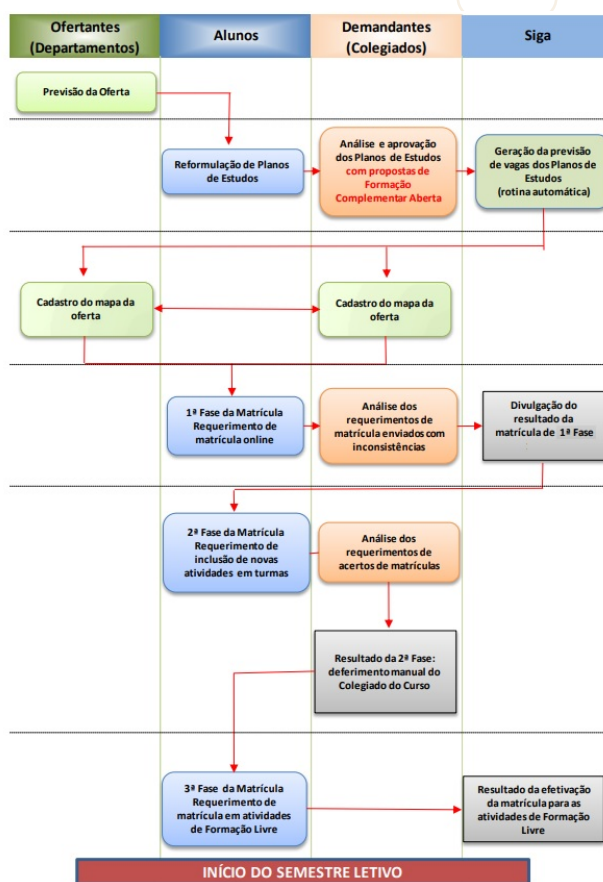 Ofertantes
(Departamentos)
Alunos
Demandantes
(Colegiados)
Siga
Previsão da Oferta
Reformulação de Planos
de Estudos
Análise e aprovação
dos Planos de Estudos
com propostas de
Formação
Complementar Aberta
Geração da previsão
de vagas dos Planos de
Estudos
(rotina automática)
Cadastro do mapa da
oferta
Cadastro do mapa da
oferta
1ª Fase da Matrícula
Requerimento de
matrícula online
Análise dos
requerimentos de
matrícula enviados com
inconsistências
Divulgação do
resultado da
matrícula de 1ª Fase
2ª Fase da Matrícula
Requerimento de
inclusão de novas
atividades em turmas
Análise dos
requerimentos de
acertos de matrículas
Resultado da 2ª Fase:
deferimento manual do
Colegiado do Curso
3ª Fase da Matrícula
Requerimento de
matrícula em atividades
de Formação Livre
Resultado da efetivação
da matrícula para as
atividades de Formação
Livre
INÍCIO DO SEMESTRE LETIVO